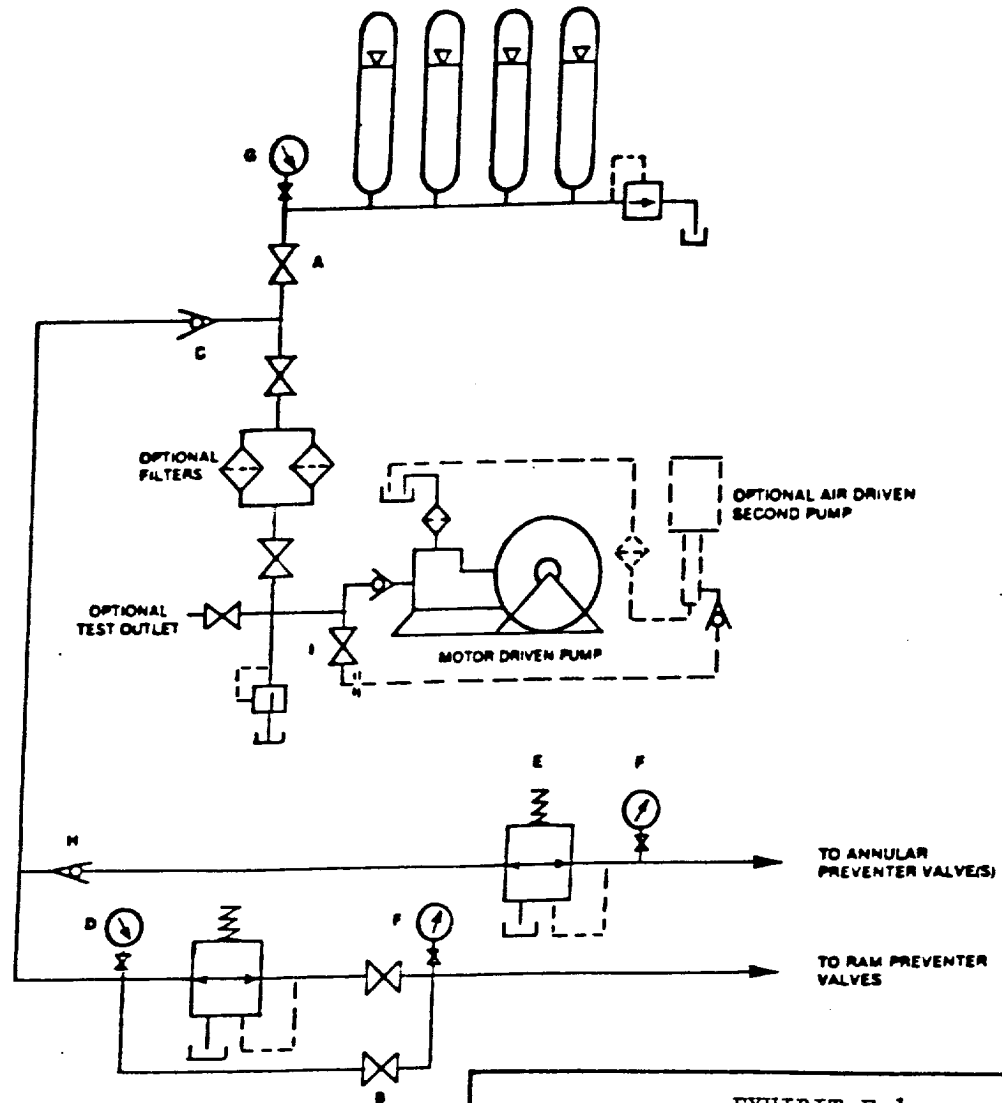 G
A
C
OPTIONAL
FILTERS
OPTIONAL AIR DRIVEN
SECOND PUMP
OPTIONAL
TEST OUTLET
I
MOTOR DRIVEN PUMP
E
F
H
TO ANNULAR
PREVENTER VALVE(S)
D
F
TO RAM PREVENTER
VALVES
B